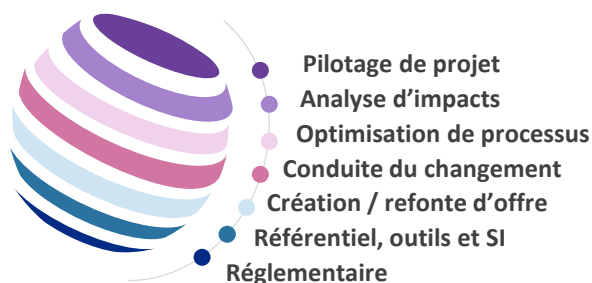 Pilotage de projet
Analyse d’impacts
Optimisation de processus
Conduite du changement
Création / refonte d’offre
Référentiel, outils et SI
Réglementaire